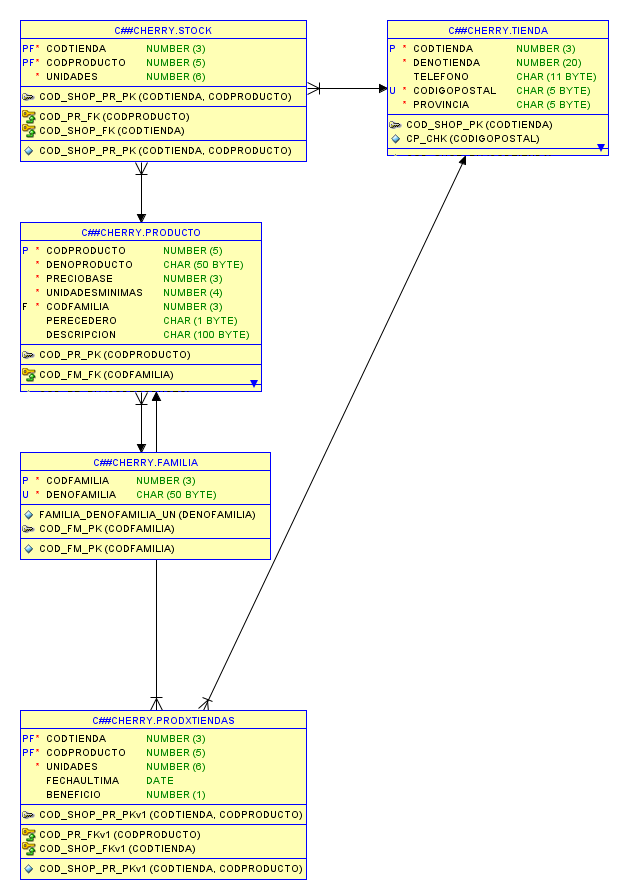 C##CHERRY.STOCK
PF* CODTIENDA NUMBER (3)
PF* CODPRODUCTO NUMBER (5)
* UNIDADES NUMBER (6)
COD_SHOP_PR_PK (CODTIENDA, CODPRODUCTO)
COD_PR_FK (CODPRODUCTO)
COD_SHOP_FK (CODTIENDA)
COD_SHOP_PR_PK (CODTIENDA, CODPRODUCTO)
C##CHERRY.TIENDA
P * CODTIENDA NUMBER (3)
* DENOTIENDA NUMBER (20)
TELEFONO CHAR (11 BYTE)
U * CODIGOPOSTAL CHAR (5 BYTE)
* PROVINCIA CHAR (5 BYTE)
COD_SHOP_PK (CODTIENDA)
CP_CHK (CODIGOPOSTAL)
C##CHERRY.PRODUCTO
P * CODPRODUCTO NUMBER (5)
* DENOPRODUCTO CHAR (50 BYTE)
* PRECIOBASE NUMBER (3)
* UNIDADESMINIMAS NUMBER (4)
F * CODFAMILIA NUMBER (3)
PERECEDERO CHAR (1 BYTE)
DESCRIPCION CHAR (100 BYTE)
COD_PR_PK (CODPRODUCTO)
COD_FM_FK (CODFAMILIA)
C##CHERRY.FAMILIA
P * CODFAMILIA NUMBER (3)
U * DENOFAMILIA CHAR (50 BYTE)
FAMILIA_DENOFAMILIA_UN (DENOFAMILIA)
COD_FM_PK (CODFAMILIA)
COD_FM_PK (CODFAMILIA)
C##CHERRY.PRODXTIENDAS
PF* CODTIENDA NUMBER (3)
PF* CODPRODUCTO NUMBER (5)
* UNIDADES NUMBER (6)
FECHAULTIMA DATE
BENEFICIO NUMBER (1)
COD_SHOP_PR_PKv1 (CODTIENDA, CODPRODUCTO)
COD_PR_FKv1 (CODPRODUCTO)
COD_SHOP_FKv1 (CODTIENDA)
COD_SHOP_PR_PKv1 (CODTIENDA, CODPRODUCTO)